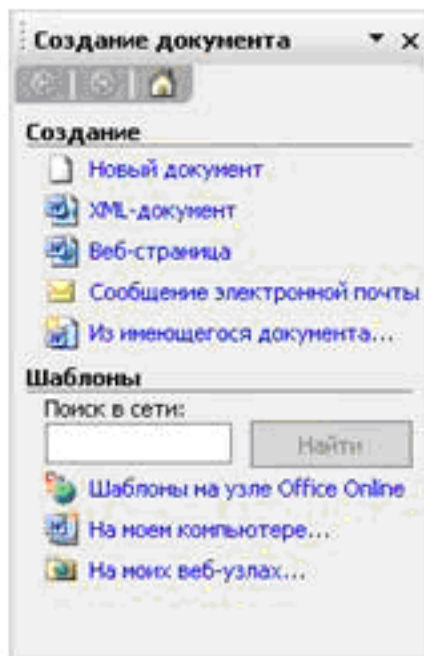 Создание документа
Создание
Новый документ
XML-документ
Веб-страница
Сообщение электронной почты
Из имеющегося документа...
Шаблоны
Поиск в сети:
Найти
Шаблоны на узле Office Online
На моем компьютере...
На моих веб-узлах...